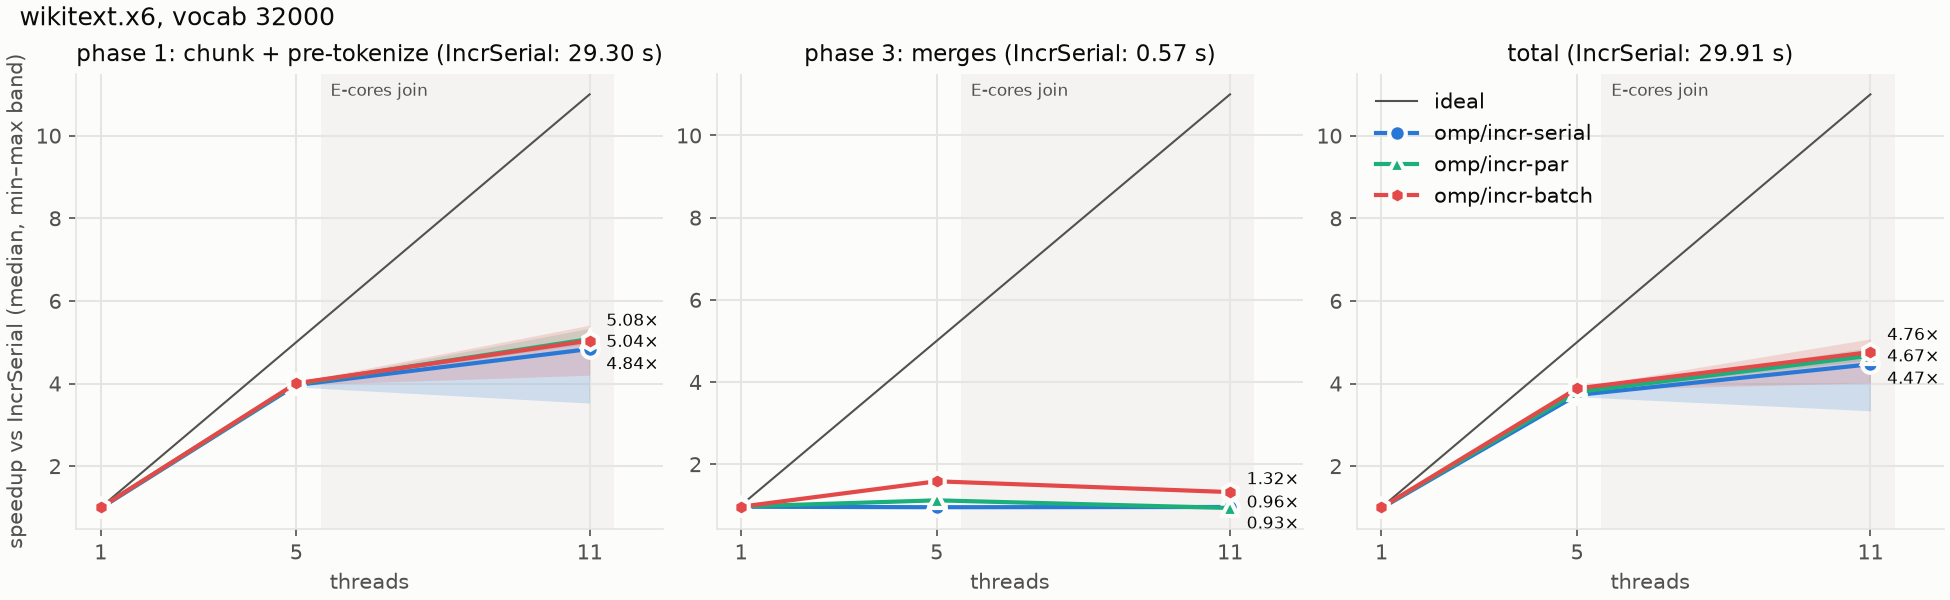 wikitext.x6, vocab 32000
phase 1: chunk + pre-tokenize (IncrSerial: 29.30 s)
speedup vs IncrSerial (median, min–max band)
E-cores join
10
8
6
4
2
5.08×
5.04×
4.84×
1
5
11
threads
phase 3: merges (IncrSerial: 0.57 s)
E-cores join
10
8
6
4
2
1.32×
0.96×
0.93×
1
5
11
threads
total (IncrSerial: 29.91 s)
E-cores join
ideal
omp/incr-serial
omp/incr-par
omp/incr-batch
10
8
6
4
2
4.76×
4.67×
4.47×
1
5
11
threads